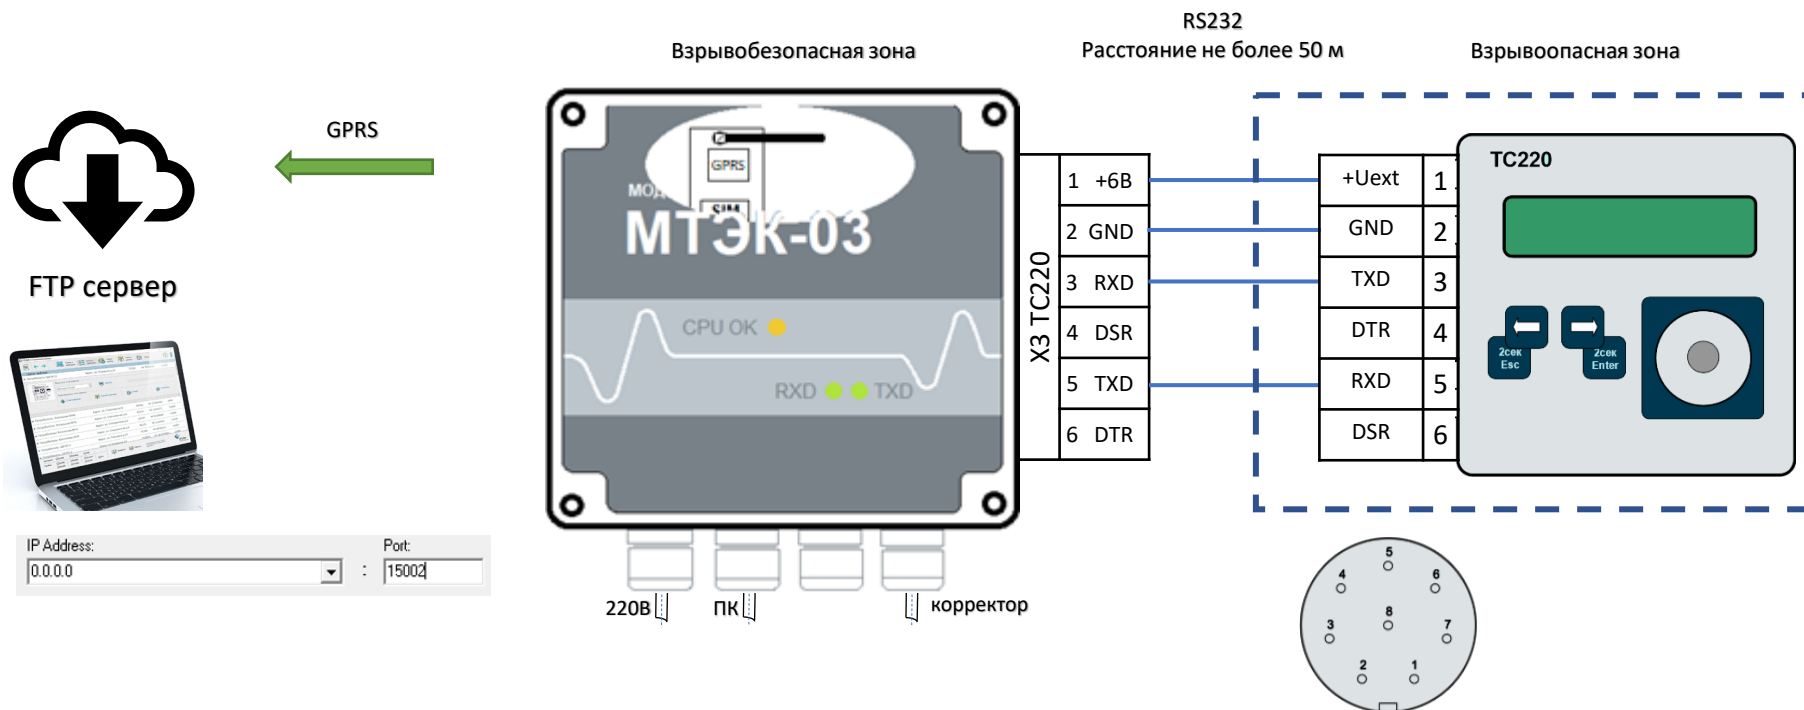 RS232
Расстояние не более 50 м
Взрывобезопасная зона
Взрывоопасная зона
GPRS
FTP сервер
IP Address:
Port:
0.0.0.0
:
15002
GPRS
SIM
МТЭК-03
CPU OK
RXD
TXD
220В
ПК
корректор
X3 TC220
1 +6В
2 GND
3 RXD
4 DSR
5 TXD
6 DTR
+Uext 1
GND 2
TXD 3
DTR 4
RXD 5
DSR 6
TC220
2сек
Esc
2сек
Enter
5
4
6
8
3
7
2
1